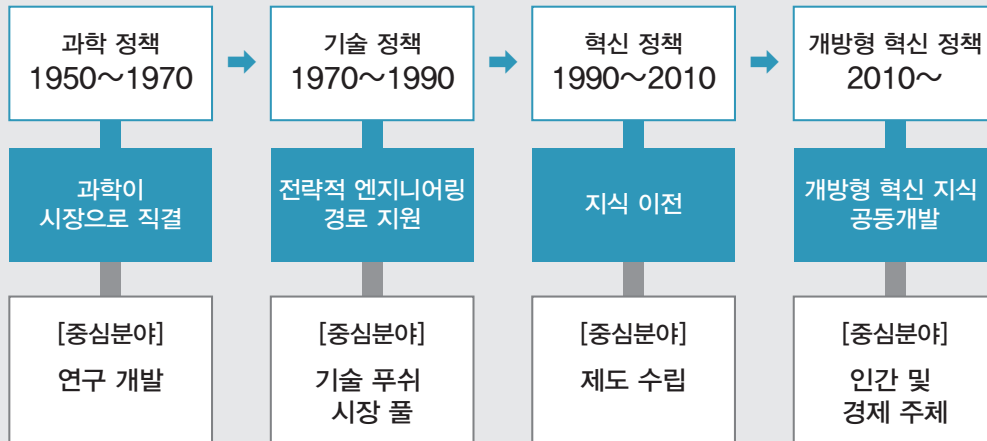 과학 정책
1950~1970
기술 정책
1970~1990
혁신 정책
1990~2010
개방형 혁신 정책
2010~
과학이
시장으로 직결
전략적 엔지니어링
경로 지원
지식 이전
개방형 혁신 지식
공동개발
[중심분야]
연구 개발
[중심분야]
기술 푸쉬
시장 풀
[중심분야]
제도 수립
[중심분야]
인간 및
경제 주체